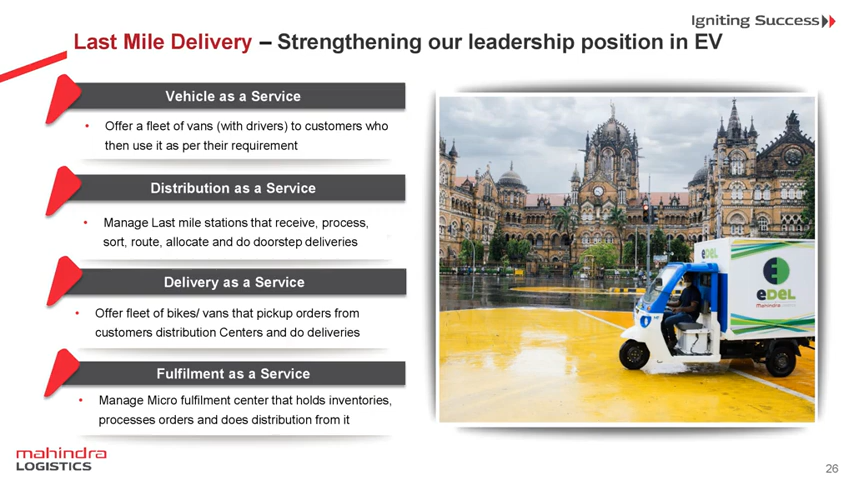 Igniting Success
Last Mile Delivery – Strengthening our leadership position in EV
Vehicle as a Service
• Offer a fleet of vans (with drivers) to customers who
then use it as per their requirement
Distribution as a Service
• Manage Last mile stations that receive, process,
sort, route, allocate and do doorstep deliveries
Delivery as a Service
• Offer fleet of bikes/ vans that pickup orders from
customers distribution Centers and do deliveries
Fulfilment as a Service
• Manage Micro fulfilment center that holds inventories,
processes orders and does distribution from it
eDEL
eDEL
mahindra
mahindra
LOGISTICS
26